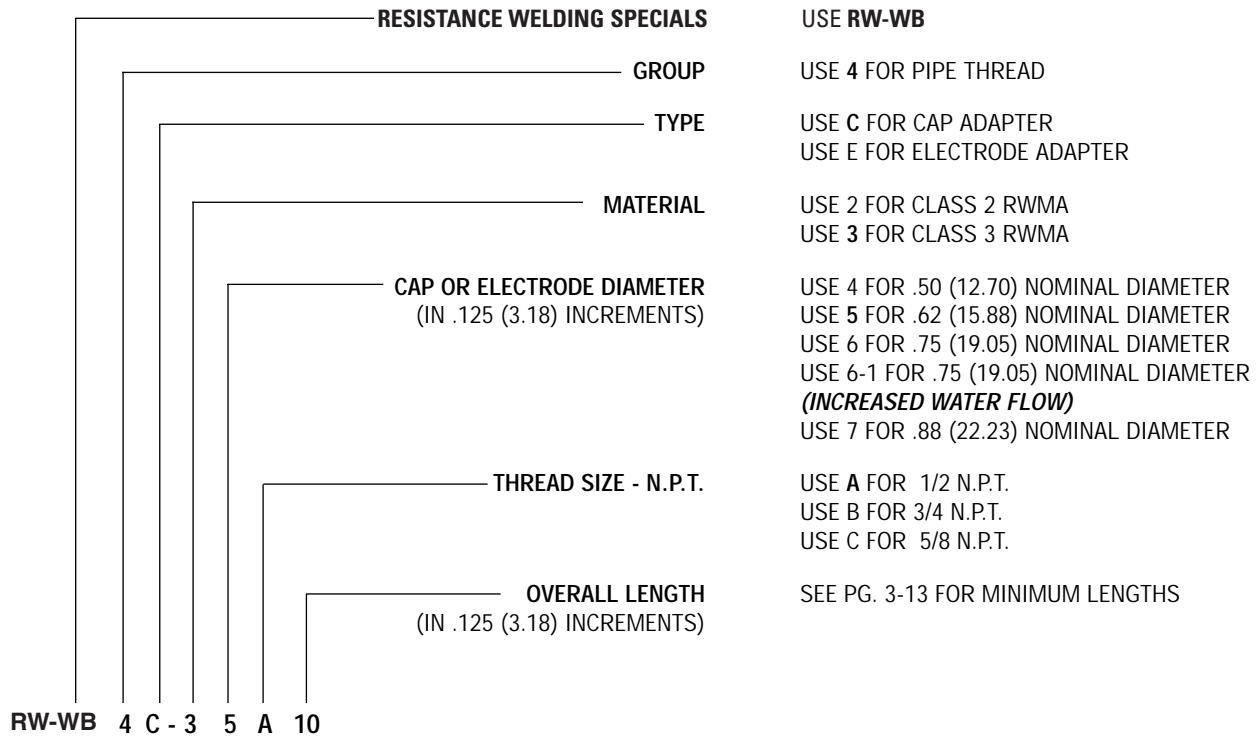 RESISTANCE WELDING SPECIALS USE RW-WB
GROUP USE 4 FOR PIPE THREAD
TYPE USE C FOR CAP ADAPTER
USE E FOR ELECTRODE ADAPTER
MATERIAL USE 2 FOR CLASS 2 RWMA
USE 3 FOR CLASS 3 RWMA
CAP OR ELECTRODE DIAMETER USE 4 FOR .50 (12.70) NOMINAL DIAMETER
(IN .125 (3.18) INCREMENTS) USE 5 FOR .62 (15.88) NOMINAL DIAMETER
USE 6 FOR .75 (19.05) NOMINAL DIAMETER
USE 6-1 FOR .75 (19.05) NOMINAL DIAMETER
(INCREASED WATER FLOW)
USE 7 FOR .88 (22.23) NOMINAL DIAMETER
THREAD SIZE - N.P.T. USE A FOR 1/2 N.P.T.
USE B FOR 3/4 N.P.T.
USE C FOR 5/8 N.P.T.
OVERALL LENGTH SEE PG. 3-13 FOR MINIMUM LENGTHS
(IN .125 (3.18) INCREMENTS)
RW-WB 4 C - 3 5 A 10